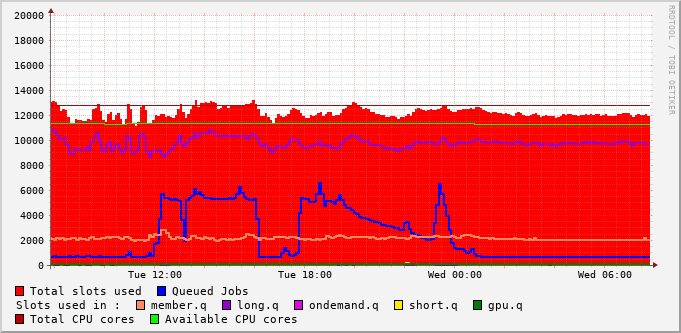 RRDTOOL / TOBI OETIKER
20000
18000
16000
14000
12000
10000
8000
6000
4000
2000
0
Tue 12:00 Tue 18:00 Wed 00:00 Wed 06:00
Total slots used Queued Jobs
Slots used in : member.q long.q ondemand.q short.q gpu.q
Total CPU cores Available CPU cores